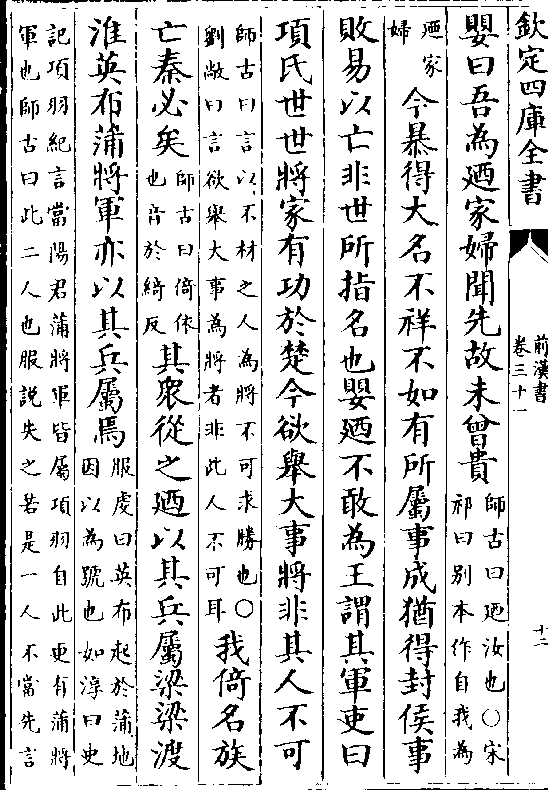 欽定四庫全書
前漢書
卷三十一
十二
嬰曰吾為廼家婦聞先故未曾貴
師古曰廼汝也○宋
祁曰別本作自我為
廼家
婦
今暴得大名不祥不如有所屬事成猶得封侯事
敗易以亡非世所指名也嬰廼不敢為王謂其軍吏曰
項氏世世將家有功於楚今欲舉大事將非其人不可
師古曰言以不材之人為將不可求勝也○
劉敞曰言欲舉大事為將者非此人不可耳
我倚名族
亡秦必矣
師古曰倚依
也音於綺反
其衆從之廼以其兵屬梁梁渡
淮英布蒲將軍亦以其兵屬焉
服虔曰英布起於蒲地
因以為號也如淳曰史
記項羽紀言當陽君蒲將軍皆屬項羽自此更有蒲將
軍也師古曰此二人也服說失之若是一人不當先言